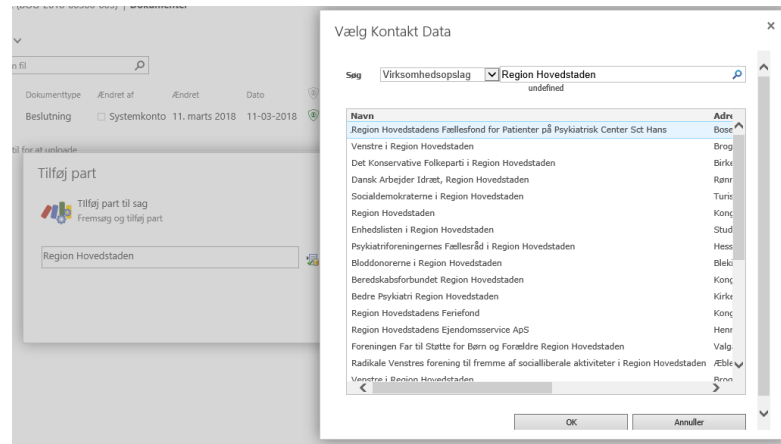 Dokumenter
n fil
Dokumenttype Ændret af Ændret Dato
Beslutning Systemkonto 11. marts 2018 11-03-2018
til for at uploade
Tilføj part
Tilføj part til sag
Fremsøg og tilføj part
Region Hovedstaden
Vælg Kontakt Data
Søg Virksomhedsopslag Region Hovedstaden
undefined
Navn Adre
Region Hovedstadens Fællesfond for Patienter på Psykiatrisk Center Sct Hans Bose
Venstre i Region Hovedstaden Brog
Det Konservative Folkeparti i Region Hovedstaden Birke
Dansk Arbejder Idræt, Region Hovedstaden Rønn
Socialdemokraterne i Region Hovedstaden Turis
Region Hovedstaden Kong
Enhedslisten i Region Hovedstaden Stud
Psykiatriforeningernes Fællesråd i Region Hovedstaden Hess
Bloddonorerne i Region Hovedstaden Blek
Beredskabsforbundet Region Hovedstaden Kong
Bedre Psykiatri Region Hovedstaden Kirke
Region Hovedstadens Feriefond Kong
Region Hovedstadens Ejendomsservice ApS Henr
Foreningen Far til Støtte for Børn og Forældre Region Hovedstaden Valg
Radikale Venstres forening til fremme af socialliberale aktiviteter i Region Hovedstaden Æble
Venstre i Region Hovedstaden Brog
OK Annuller